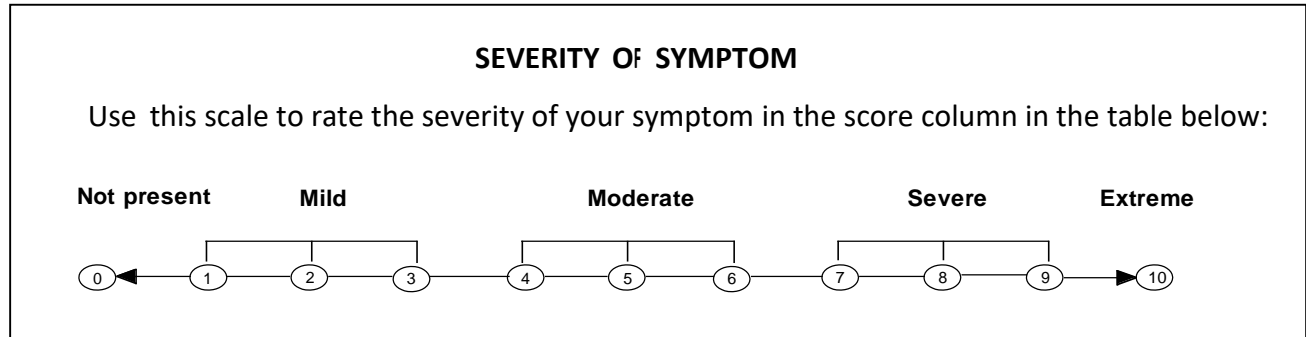 SEVERITY OF SYMPTOM
Use this scale to rate the severity of your symptom in the score column in the table below:
Not present Mild Moderate Severe Extreme
0 1 2 3 4 5 6 7 8 9 10